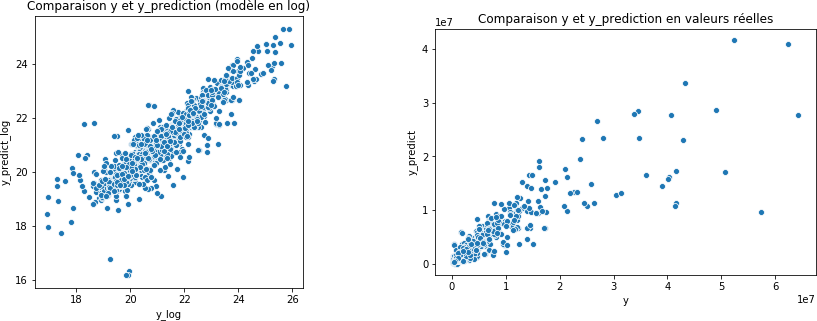 Comparaison y et y_prediction (modèle en log)
y_predict_log
24
22
20
18
16
18
20
22
24
26
y_log
Comparaison y et y_prediction en valeurs réelles
1e7
y_predict
4
3
2
1
0
0
1
2
3
4
5
6
1e7
y